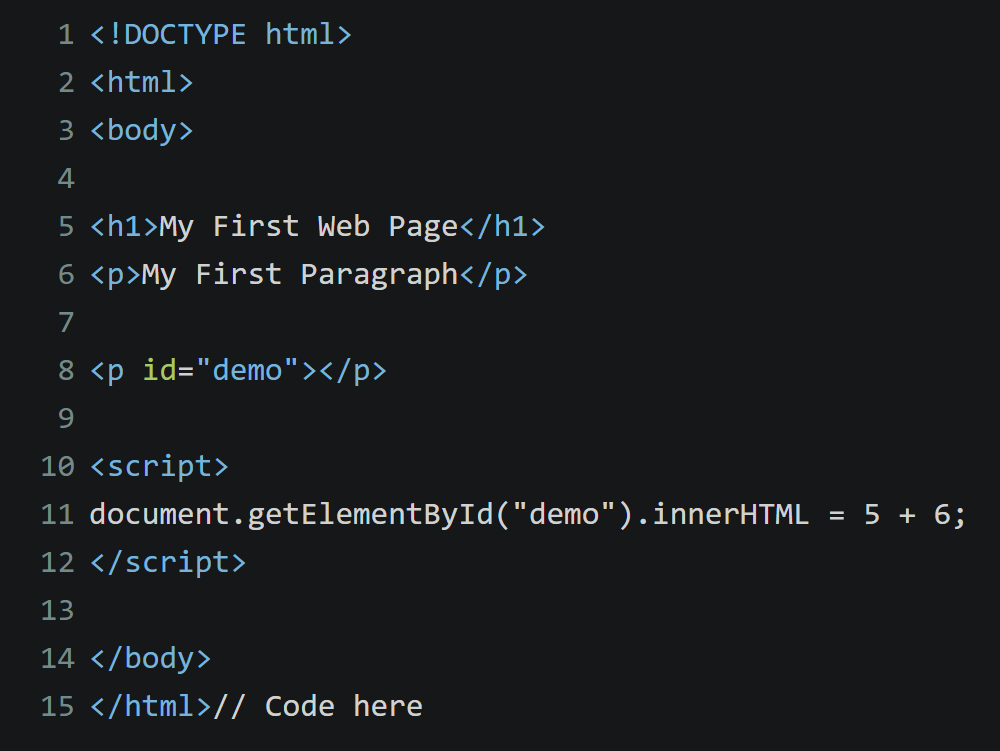 1 <!DOCTYPE html>
2 <html>
3 <body>
4
5 <h1>My First Web Page</h1>
6 <p>My First Paragraph</p>
7
8 <p id="demo"></p>
9
10 <script>
11 document.getElementById("demo").innerHTML = 5 + 6;
12 </script>
13
14 </body>
15 </html>// Code here